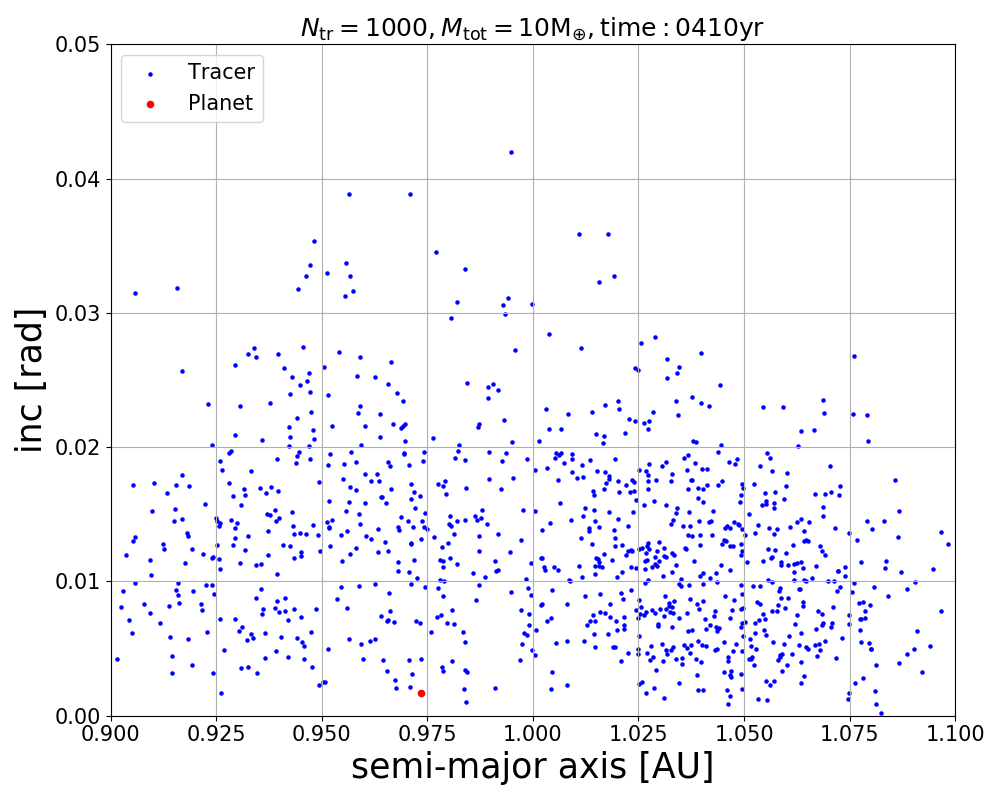 N_tr = 1000, M_tot = 10M_⊕, time : 0410yr
0.05
Tracer
Planet
0.04
0.03
inc [rad]
0.02
0.01
0.00
0.900 0.925 0.950 0.975 1.000 1.025 1.050 1.075 1.100
semi-major axis [AU]